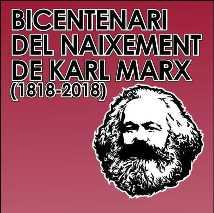 BICENTENARI
DEL NAIXEMENT
DE KARL MARX
(1818-2018)